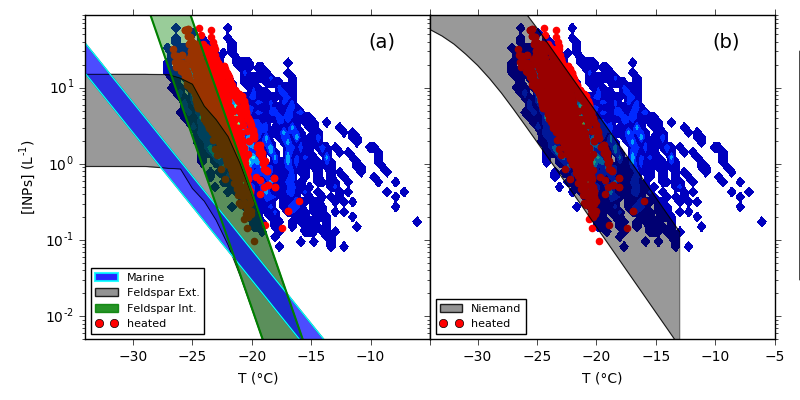 (a)
(b)
[INPs] (L⁻¹)
10¹
10⁰
10⁻¹
10⁻²
Marine
Feldspar Ext.
Feldspar Int.
heated
Niemand
heated
−30 −25 −20 −15 −10 −30 −25 −20 −15 −10 −5
T (°C) T (°C)